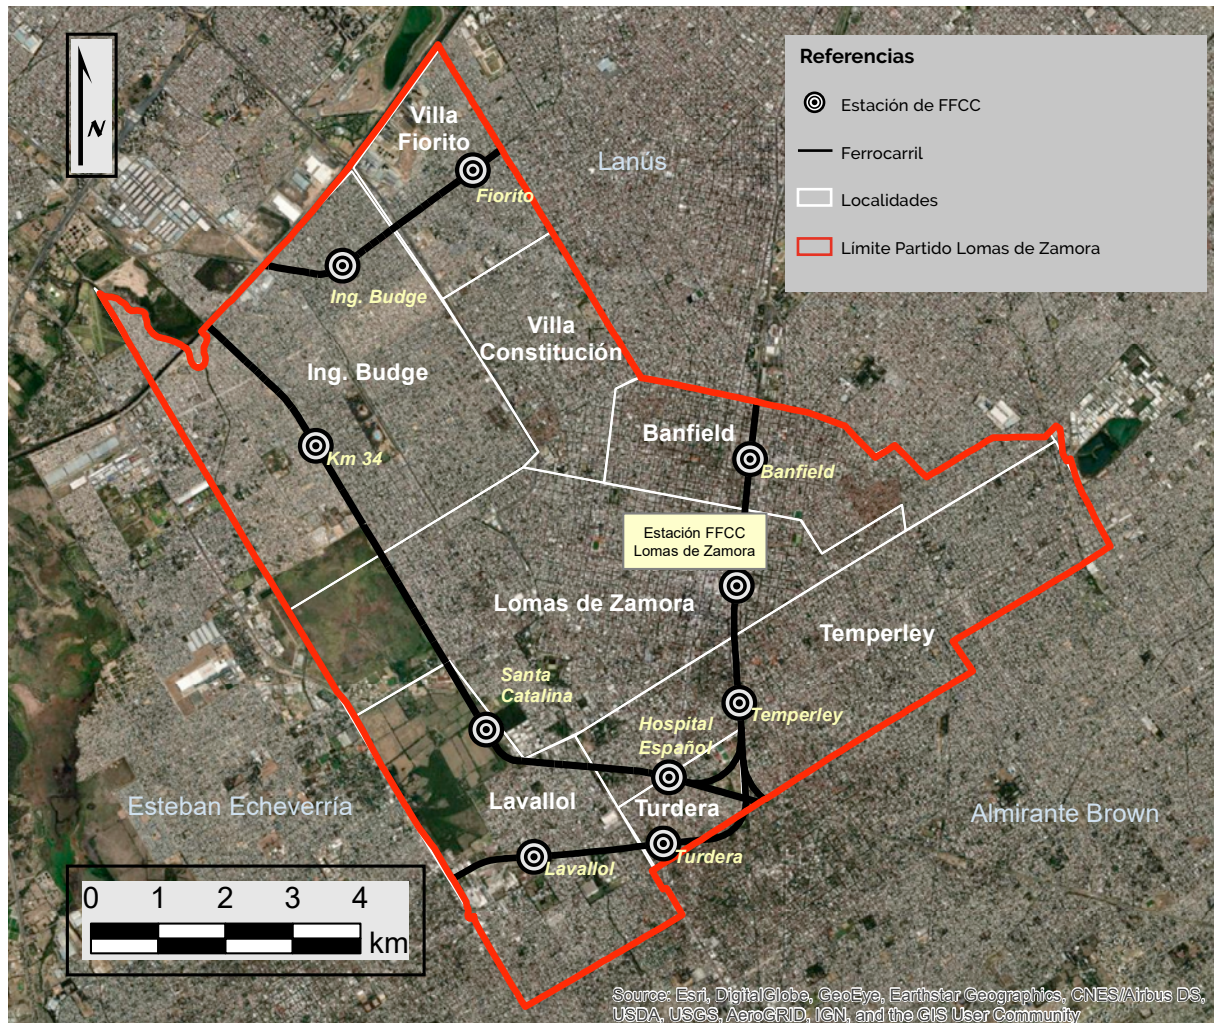 N
Referencias
Estación de FFCC
Ferrocarril
Localidades
Límite Partido Lomas de Zamora
Villa
Fiorito
Lanús
Fiorito
Ing. Budge
Villa
Constitución
Ing. Budge
Banfield
Km 34
Banfield
Estación FFCC
Lomas de Zamora
Lomas de Zamora
Temperley
Santa
Catalina
Temperley
Hospital
Español
Esteban Echeverría
Lavallol
Turdera
Almirante Brown
Turdera
Lavallol
0 1 2 3 4
km
Source: Esri, DigitalGlobe, GeoEye, Earthstar Geographics, CNES/Airbus DS,
USDA, USGS, AeroGRID, IGN, and the GIS User Community